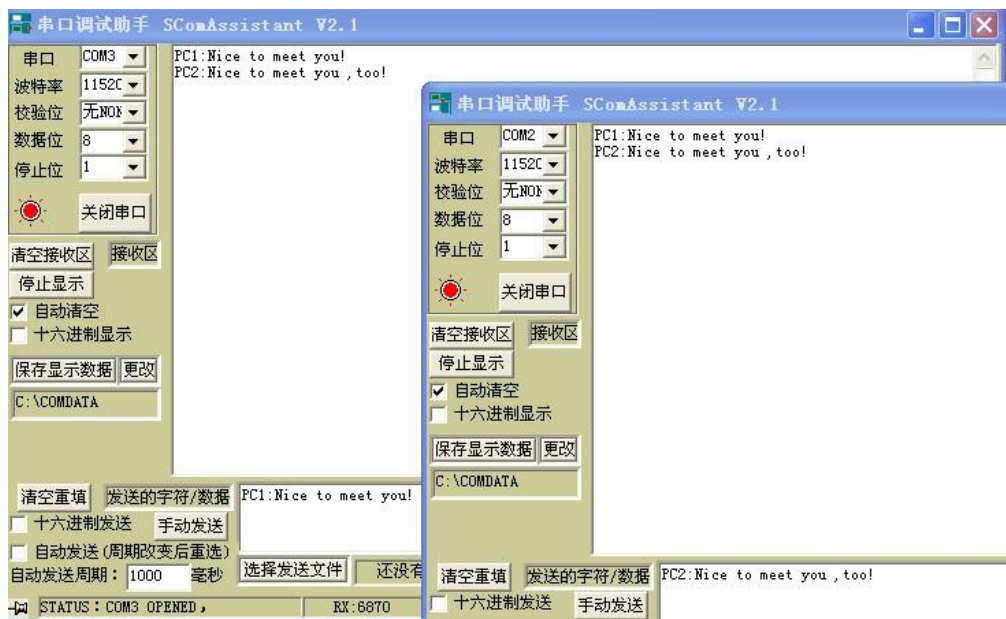 串口调试助手 SComAssistant V2.1
串口 COM3
波特率 1152C
校验位 无NON
数据位 8
停止位 1
关闭串口
清空接收区 接收区
停止显示
自动清空
十六进制显示
保存显示数据 更改
C:\COMDATA
PC1:Nice to meet you!
PC2:Nice to meet you ,too!
清空重填 发送的字符/数据 PC1:Nice to meet you!
十六进制发送 手动发送
自动发送(周期改变后重选)
自动发送周期: 1000 毫秒 选择发送文件 还没有
STATUS:COM3 OPENED, RX:6870
串口调试助手 SComAssistant V2.1
串口 COM2
波特率 1152C
校验位 无NON
数据位 8
停止位 1
关闭串口
清空接收区 接收区
停止显示
自动清空
十六进制显示
保存显示数据 更改
C:\COMDATA
PC1:Nice to meet you!
PC2:Nice to meet you ,too!
清空重填 发送的字符/数据 PC2:Nice to meet you ,too!
十六进制发送 手动发送